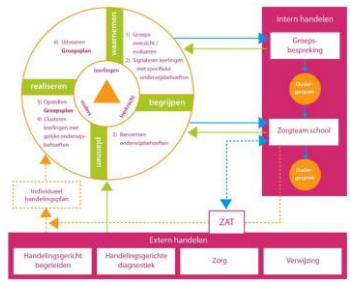 waarnemen
6) Uitvoeren
Groepsplan
1) Groeps-
overzicht /
evalueren
2) Signaleren leerlingen
met specifieke
onderwijsbehoeften
leerlingen
ouders
leerkracht
realiseren
begrijpen
5) Opstellen
Groepsplan
4) Clusteren
leerlingen met
gelijke onderwijs-
behoeften
3) Benoemen
onderwijsbehoeften
plannen
Intern handelen
Groeps-
bespreking
Ouder-
gesprek
Zorgteam school
Ouder-
gesprek
Individueel
handelingsplan
ZAT
Extern handelen
Handelingsgericht
begeleiden
Handelingsgerichte
diagnostiek
Zorg
Verwijzing